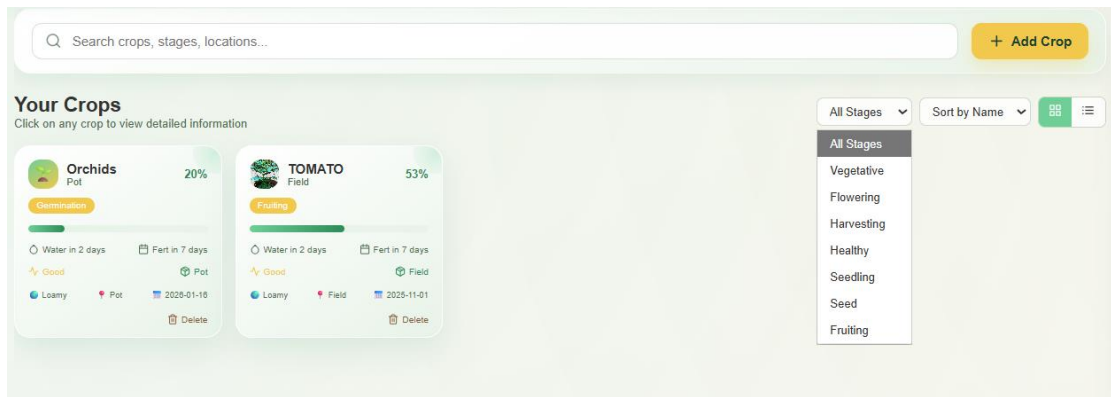 Search crops, stages, locations...
+ Add Crop
Your Crops
Click on any crop to view detailed information
All Stages
Sort by Name
Orchids
Pot
20%
Germination
Water in 2 days
Fert in 7 days
Good
Pot
Loamy
Pot
2026-01-16
Delete
TOMATO
Field
53%
Fruiting
Water in 2 days
Fert in 7 days
Good
Field
Loamy
Field
2025-11-01
Delete
All Stages
Vegetative
Flowering
Harvesting
Healthy
Seedling
Seed
Fruiting